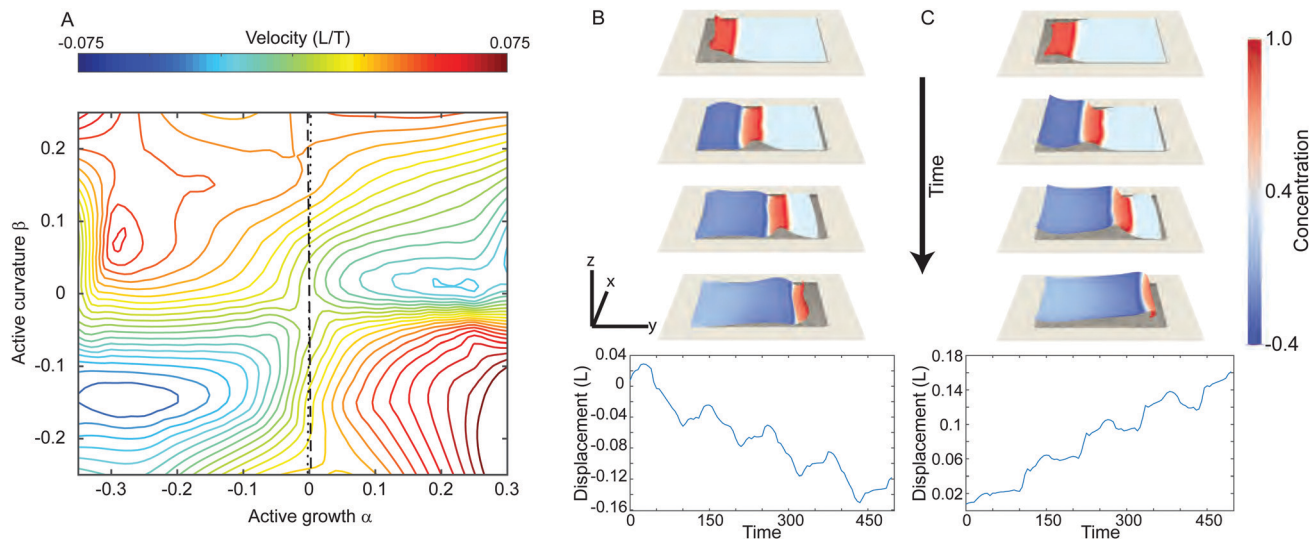 A
Velocity (L/T)
-0.075
0.075
Active curvature β
0.2
0.1
0
-0.1
-0.2
-0.3
-0.2
-0.1
0
0.1
0.2
0.3
Active growth α
B
C
Time
z
x
y
1.0
0.4
-0.4
Concentration
Displacement (L)
0.04
0
-0.04
-0.08
-0.12
-0.16
0
150
300
450
Time
Displacement (L)
0.18
0.14
0.10
0.06
0.02
0
150
300
450
Time